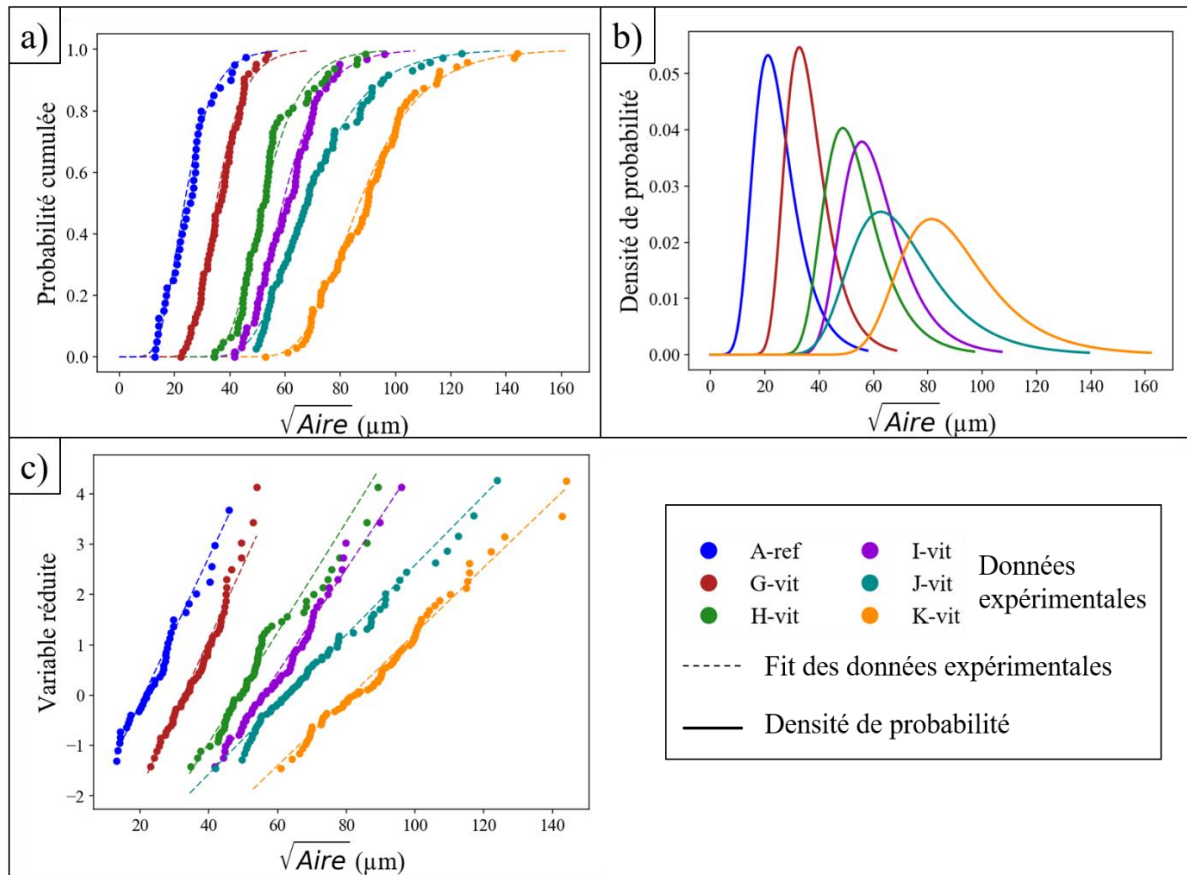 a)
Probabilité cumulée
1.0
0.8
0.6
0.4
0.2
0.0
0 20 40 60 80 100 120 140 160
√Aire (µm)
b)
Densité de probabilité
0.05
0.04
0.03
0.02
0.01
0.00
0 20 40 60 80 100 120 140 160
√Aire (µm)
c)
Variable réduite
4
3
2
1
0
−1
−2
20 40 60 80 100 120 140
√Aire (µm)
A-ref I-vit
G-vit J-vit
H-vit K-vit
Données
expérimentales
Fit des données expérimentales
Densité de probabilité